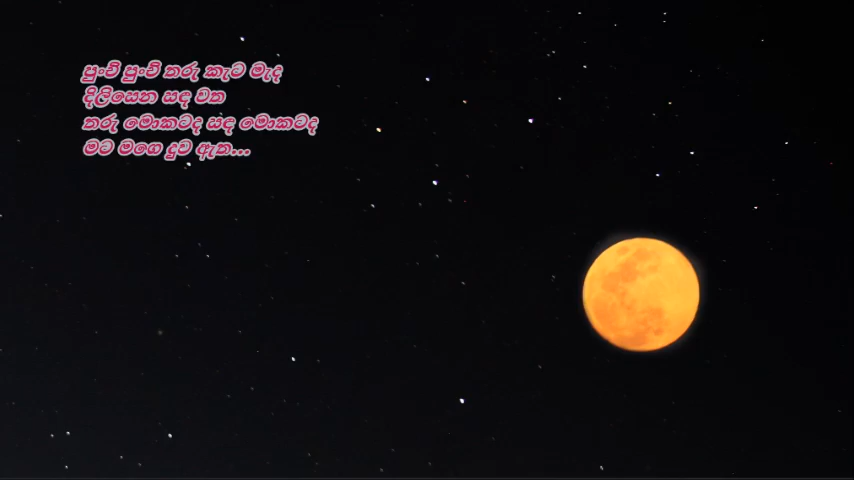 පුංචි පුංචි තරු කැට මැද
දිලිසෙන සඳ වත
තරු මොකටද සඳ මොකටද
මට මගෙ දුව ඇත...